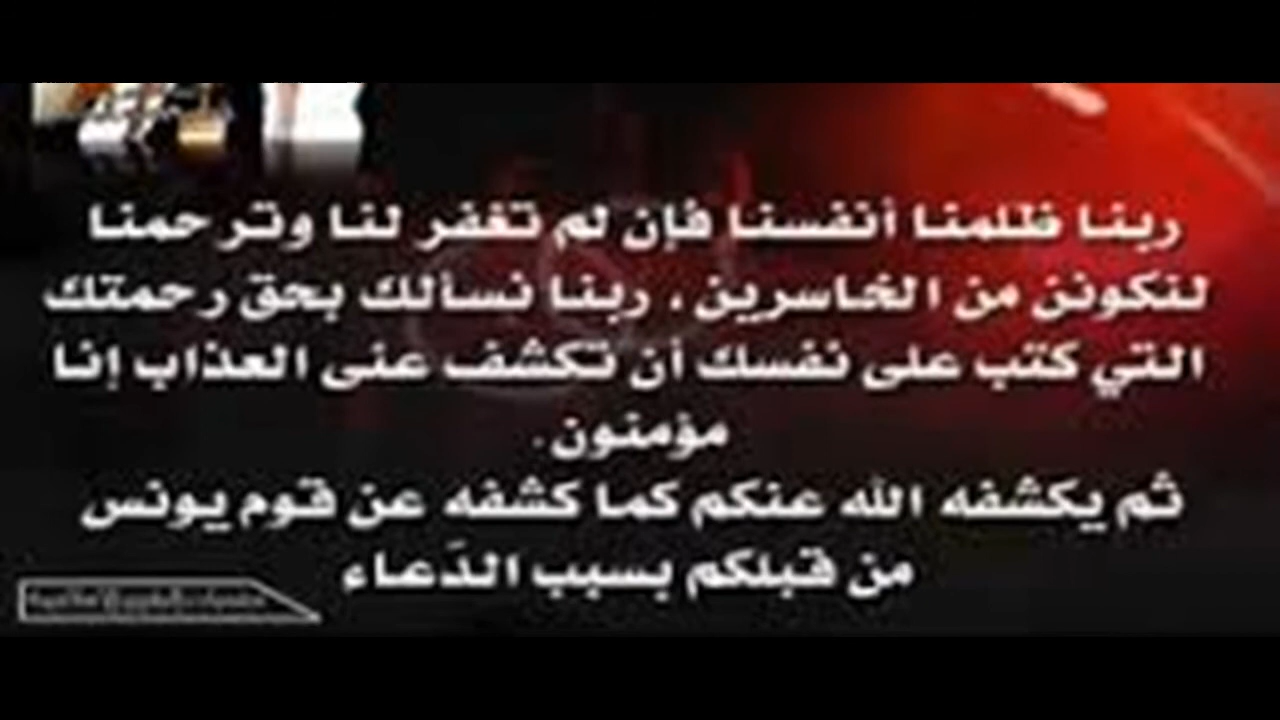 ربنا ظلمنا أنفسنا فإن لم تغفر لنا وترحمنا
لنكونن من الخاسرين، ربنا نسألك بحق رحمتك
التي كتب على نفسك أن تكشف عنى العذاب إنا
مؤمنون.
ثم يكشفه الله عنكم كما كشفه عن قوم يونس
من قبلكم بسبب الدَعاء